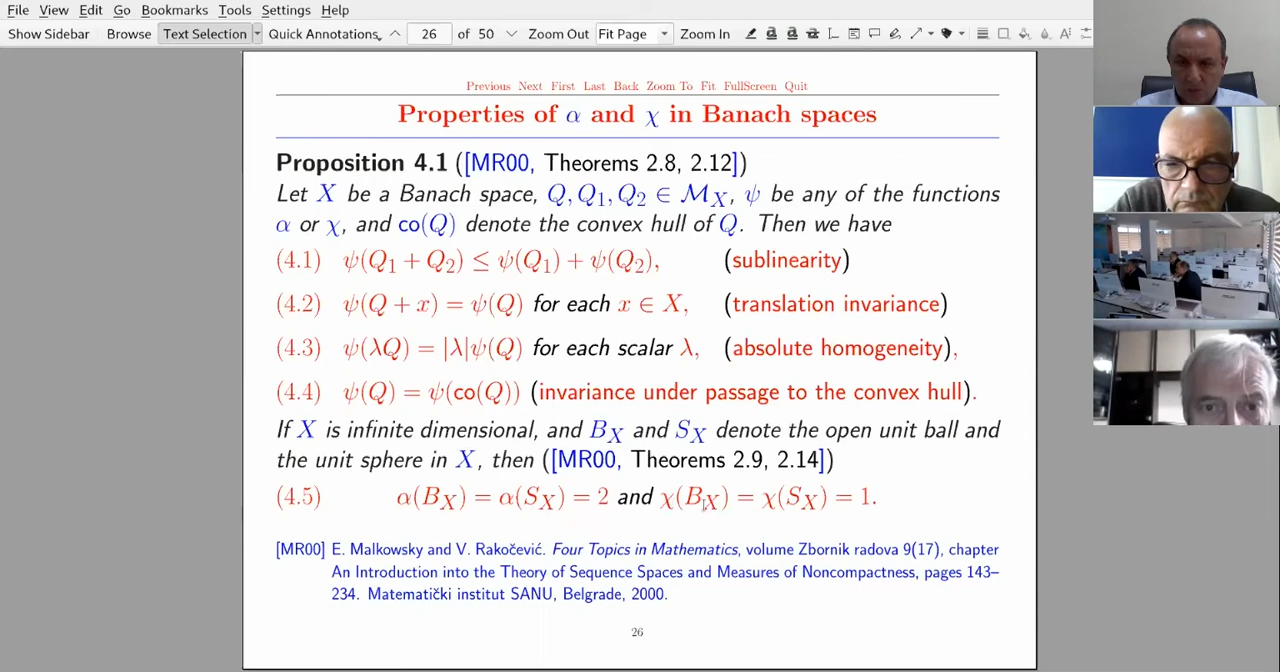 File View Edit Go Bookmarks Tools Settings Help
Show Sidebar Browse Text Selection Quick Annotations 26 of 50 Zoom Out Fit Page Zoom In
Previous Next First Last Back Zoom To Fit FullScreen Quit
Properties of α and χ in Banach spaces
Proposition 4.1 ([MR00, Theorems 2.8, 2.12])
Let X be a Banach space, Q, Q₁, Q₂ ∈ ℳ_X, ψ be any of the functions
α or χ, and co(Q) denote the convex hull of Q. Then we have
(4.1) ψ(Q₁ + Q₂) ≤ ψ(Q₁) + ψ(Q₂), (sublinearity)
(4.2) ψ(Q + x) = ψ(Q) for each x ∈ X, (translation invariance)
(4.3) ψ(λQ) = |λ|ψ(Q) for each scalar λ, (absolute homogeneity),
(4.4) ψ(Q) = ψ(co(Q)) (invariance under passage to the convex hull).
If X is infinite dimensional, and B_X and S_X denote the open unit ball and
the unit sphere in X, then ([MR00, Theorems 2.9, 2.14])
(4.5) α(B_X) = α(S_X) = 2 and χ(B_X) = χ(S_X) = 1.
[MR00] E. Malkowsky and V. Rakočević. Four Topics in Mathematics, volume Zbornik radova 9(17), chapter
An Introduction into the Theory of Sequence Spaces and Measures of Noncompactness, pages 143–
234. Matematički institut SANU, Belgrade, 2000.
26